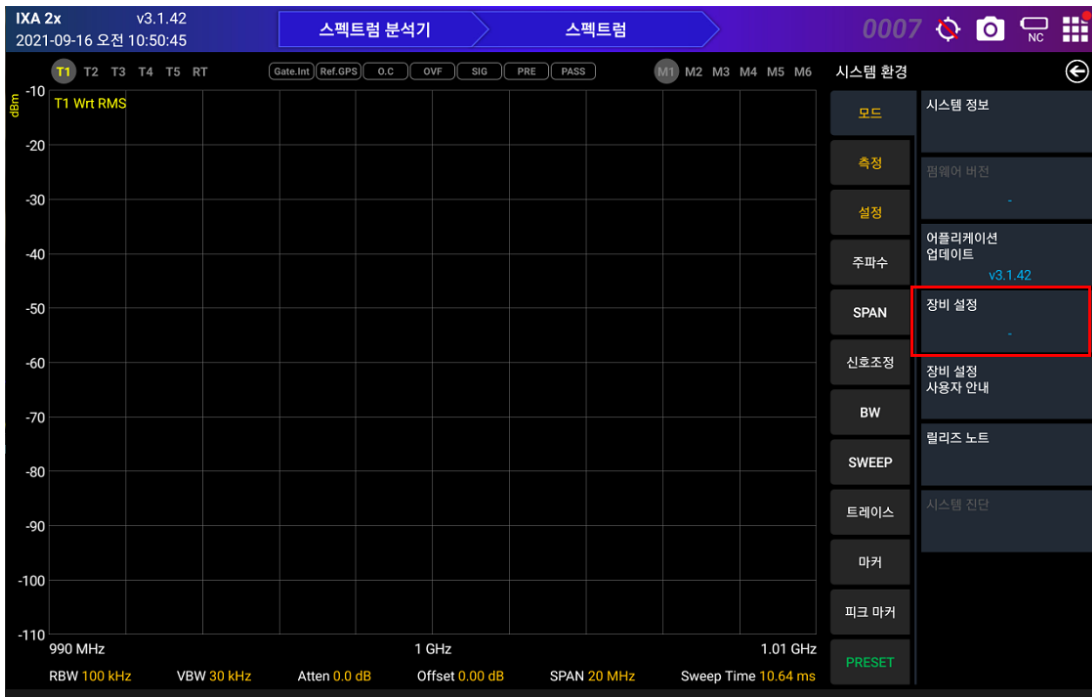 IXA 2x v3.1.42
2021-09-16 오전 10:50:45
스펙트럼 분석기
스펙트럼
0007
NC
T1 T2 T3 T4 T5 RT
Gate.Int Ref.GPS O.C OVF SIG PRE PASS
M1 M2 M3 M4 M5 M6
dBm
T1 Wrt RMS
-10
-20
-30
-40
-50
-60
-70
-80
-90
-100
-110
990 MHz 1 GHz 1.01 GHz
RBW 100 kHz VBW 30 kHz Atten 0.0 dB Offset 0.00 dB SPAN 20 MHz Sweep Time 10.64 ms
시스템 환경
모드
측정
설정
주파수
SPAN
신호조정
BW
SWEEP
트레이스
마커
피크 마커
PRESET
시스템 정보
펌웨어 버전
-
어플리케이션
업데이트
v3.1.42
장비 설정
-
장비 설정
사용자 안내
릴리즈 노트
시스템 진단